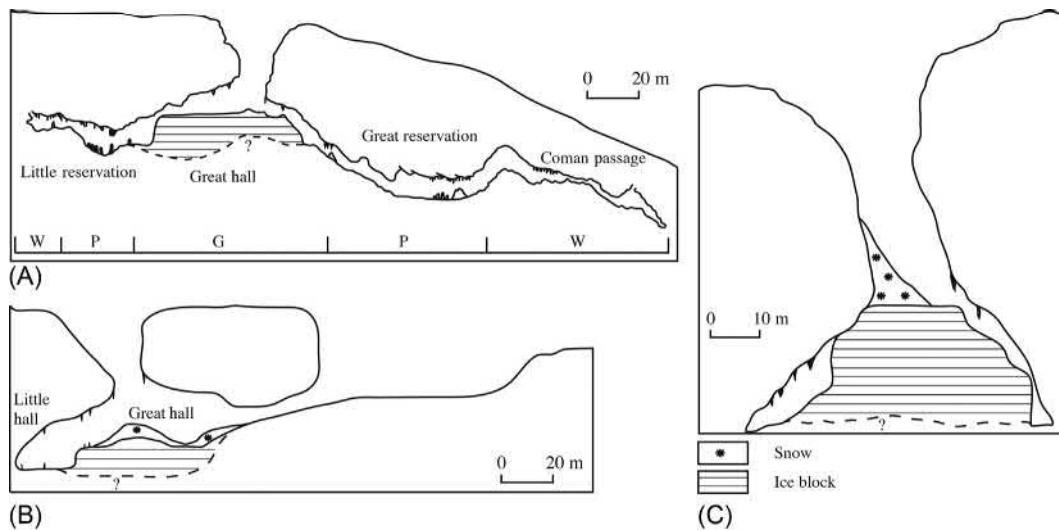 0 20 m
Great reservation
Coman passage
Little reservation
?
Great hall
W P G P W
(A)
Little
hall
Great hall
?
0 20 m
(B)
0 10 m
?
Snow
Ice block
(C)